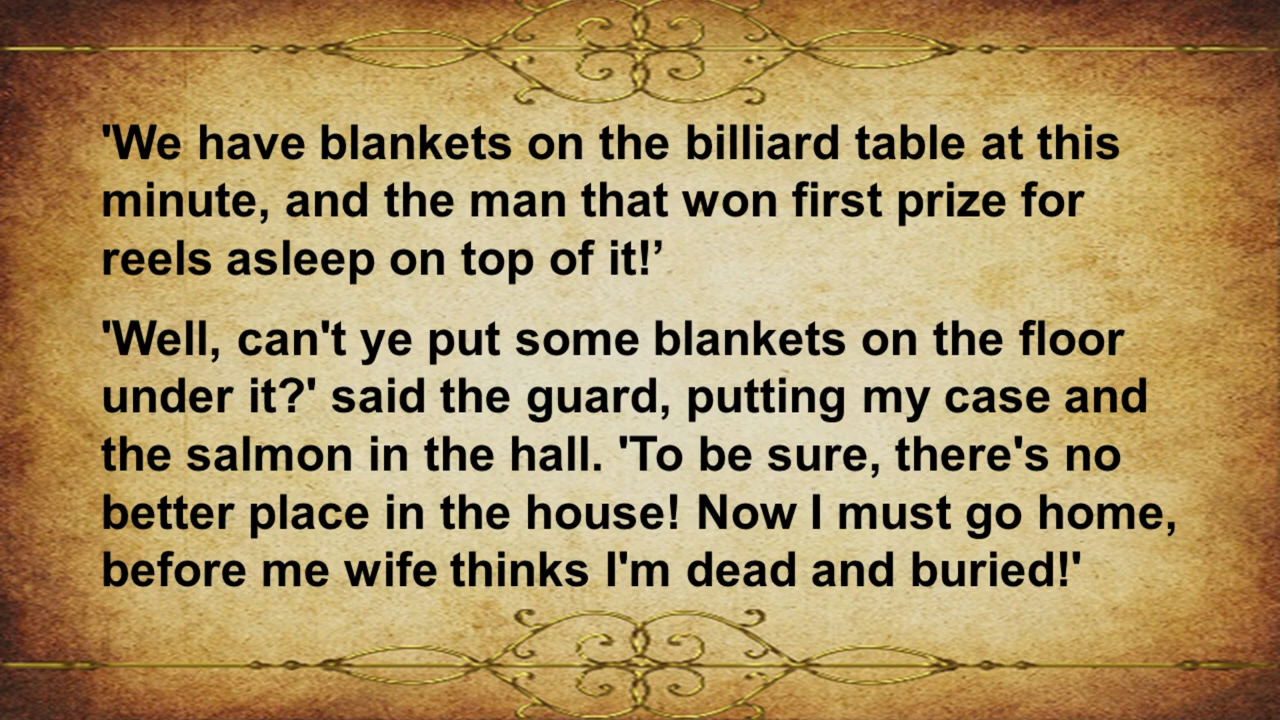 'We have blankets on the billiard table at this
minute, and the man that won first prize for
reels asleep on top of it!’
'Well, can't ye put some blankets on the floor
under it?' said the guard, putting my case and
the salmon in the hall. 'To be sure, there's no
better place in the house! Now I must go home,
before me wife thinks I'm dead and buried!'